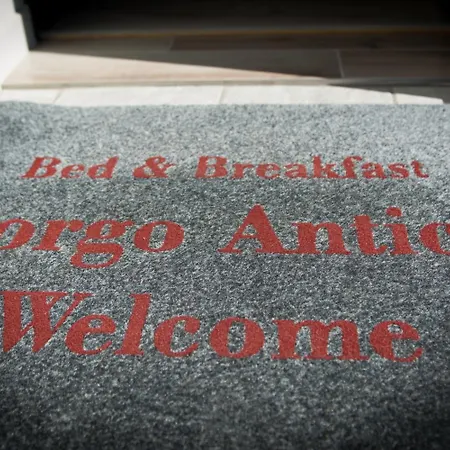 Bed & Breakfast
orgo Antic
Welcome